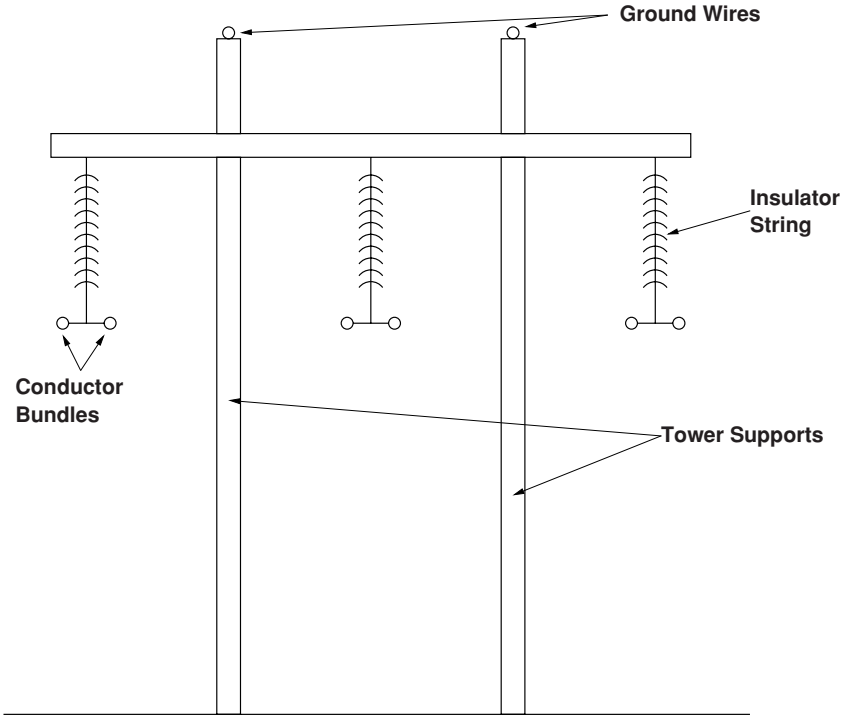 Ground Wires
Insulator
String
Conductor
Bundles
Tower Supports